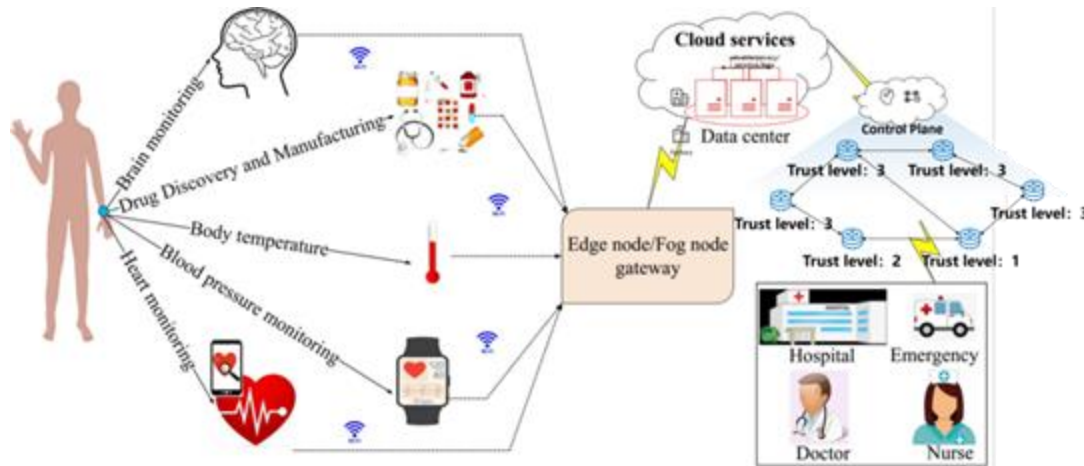 Brain monitoring
Drug Discovery and Manufacturing
Body temperature
Blood pressure monitoring
Heart monitoring
Edge node/Fog node
gateway
Cloud services
Data center
Control Plane
Trust level: 3
Trust level: 3
Trust level: 3
Trust level: 3
Trust level: 2
Trust level: 1
Hospital
Emergency
Doctor
Nurse